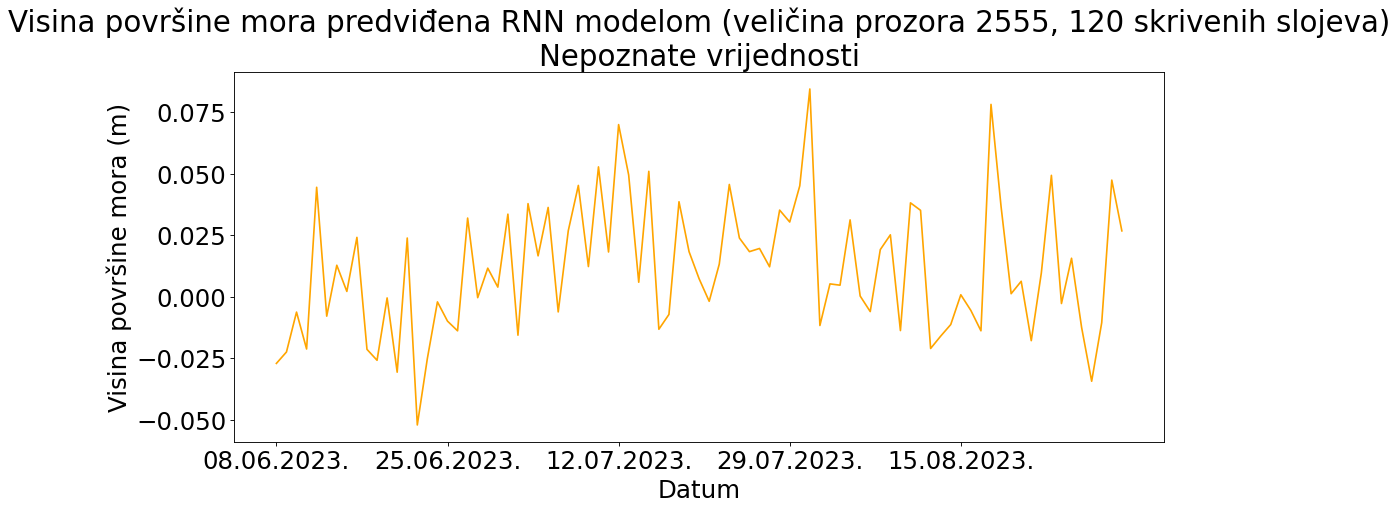 Visina površine mora predviđena RNN modelom (veličina prozora 2555, 120 skrivenih slojeva)
Nepoznate vrijednosti
Visina površine mora (m)
0.075
0.050
0.025
0.000
−0.025
−0.050
08.06.2023. 25.06.2023. 12.07.2023. 29.07.2023. 15.08.2023.
Datum